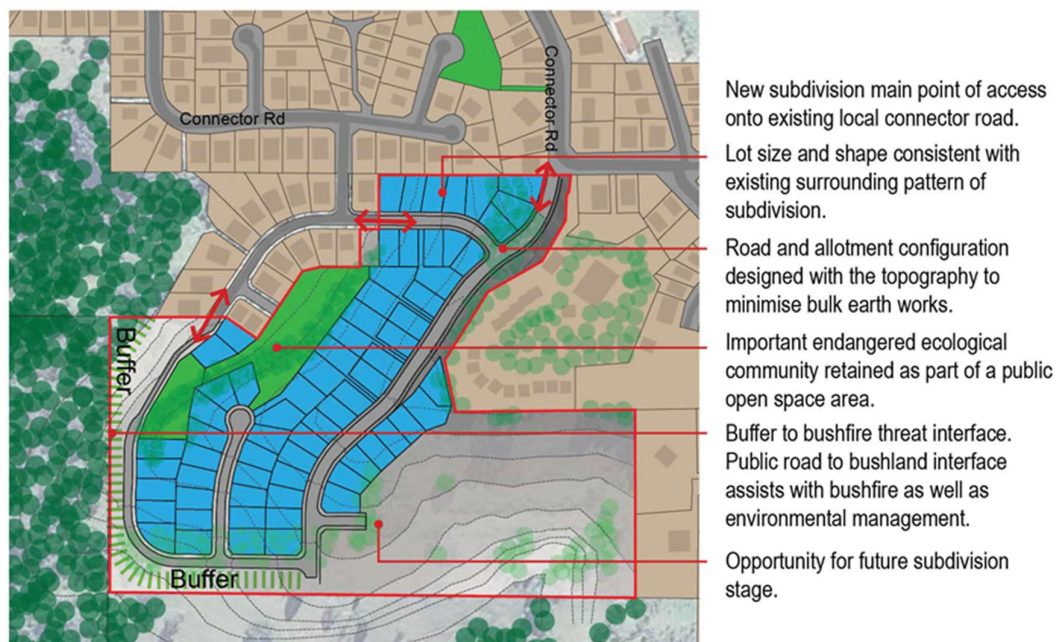 Connector Rd
Connector Rd
Buffer
Buffer
New subdivision main point of access
onto existing local connector road.
Lot size and shape consistent with
existing surrounding pattern of
subdivision.
Road and allotment configuration
designed with the topography to
minimise bulk earth works.
Important endangered ecological
community retained as part of a public
open space area.
Buffer to bushfire threat interface.
Public road to bushland interface
assists with bushfire as well as
environmental management.
Opportunity for future subdivision
stage.